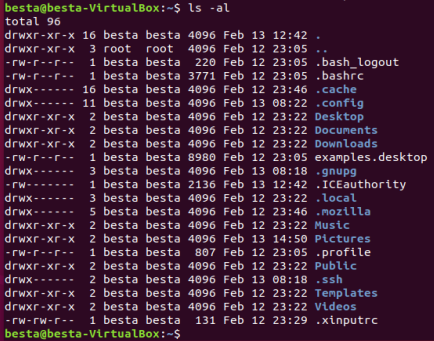 besta@besta-VirtualBox:~$ ls -al
total 96
drwxr-xr-x 16 besta besta 4096 Feb 13 12:42 .
drwxr-xr-x  3 root  root  4096 Feb 12 23:05 ..
-rw-r--r--  1 besta besta  220 Feb 12 23:05 .bash_logout
-rw-r--r--  1 besta besta 3771 Feb 12 23:05 .bashrc
drwx------ 16 besta besta 4096 Feb 12 23:46 .cache
drwx------ 11 besta besta 4096 Feb 13 08:22 .config
drwxr-xr-x  2 besta besta 4096 Feb 12 23:22 Desktop
drwxr-xr-x  2 besta besta 4096 Feb 12 23:22 Documents
drwxr-xr-x  2 besta besta 4096 Feb 12 23:22 Downloads
-rw-r--r--  1 besta besta 8980 Feb 12 23:05 examples.desktop
drwx------  3 besta besta 4096 Feb 13 08:18 .gnupg
-rw-------  1 besta besta 2136 Feb 13 12:42 .ICEauthority
drwx------  3 besta besta 4096 Feb 12 23:22 .local
drwx------  5 besta besta 4096 Feb 12 23:46 .mozilla
drwxr-xr-x  2 besta besta 4096 Feb 12 23:22 Music
drwxr-xr-x  2 besta besta 4096 Feb 13 14:50 Pictures
-rw-r--r--  1 besta besta  807 Feb 12 23:05 .profile
drwxr-xr-x  2 besta besta 4096 Feb 12 23:22 Public
drwx------  2 besta besta 4096 Feb 13 08:18 .ssh
drwxr-xr-x  2 besta besta 4096 Feb 12 23:22 Templates
drwxr-xr-x  2 besta besta 4096 Feb 12 23:22 Videos
-rw-rw-r--  1 besta besta  131 Feb 12 23:29 .xinputrc
besta@besta-VirtualBox:~$